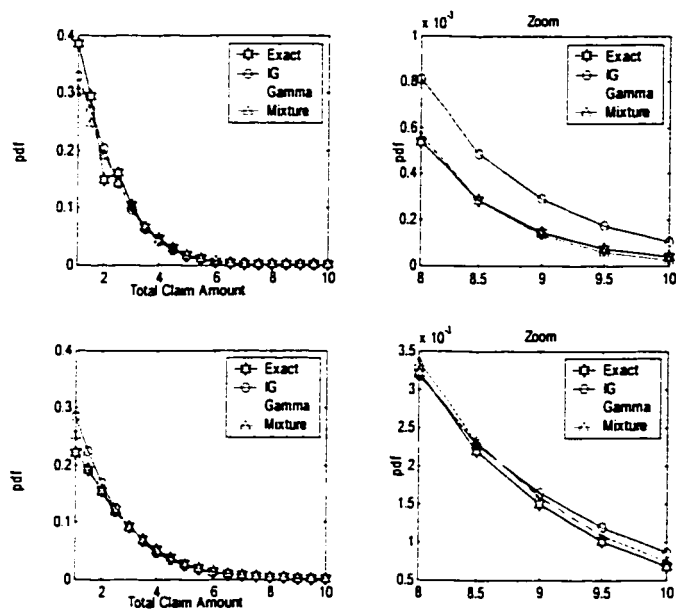 0.4
0.3
0.2
0.1
0
pdf
2 4 6 8 10
Total Claim Amount
Exact
IG
Gamma
Mixture
x 10⁻³
Zoom
1
0.8
0.6
0.4
0.2
0
pdf
8 8.5 9 9.5 10
Exact
IG
Gamma
Mixture
0.4
0.3
0.2
0.1
0
pdf
2 4 6 8 10
Total Claim Amount
Exact
IG
Gamma
Mixture
x 10⁻³
Zoom
3.5
3
2.5
2
1.5
1
0.5
pdf
8 8.5 9 9.5 10
Exact
IG
Gamma
Mixture